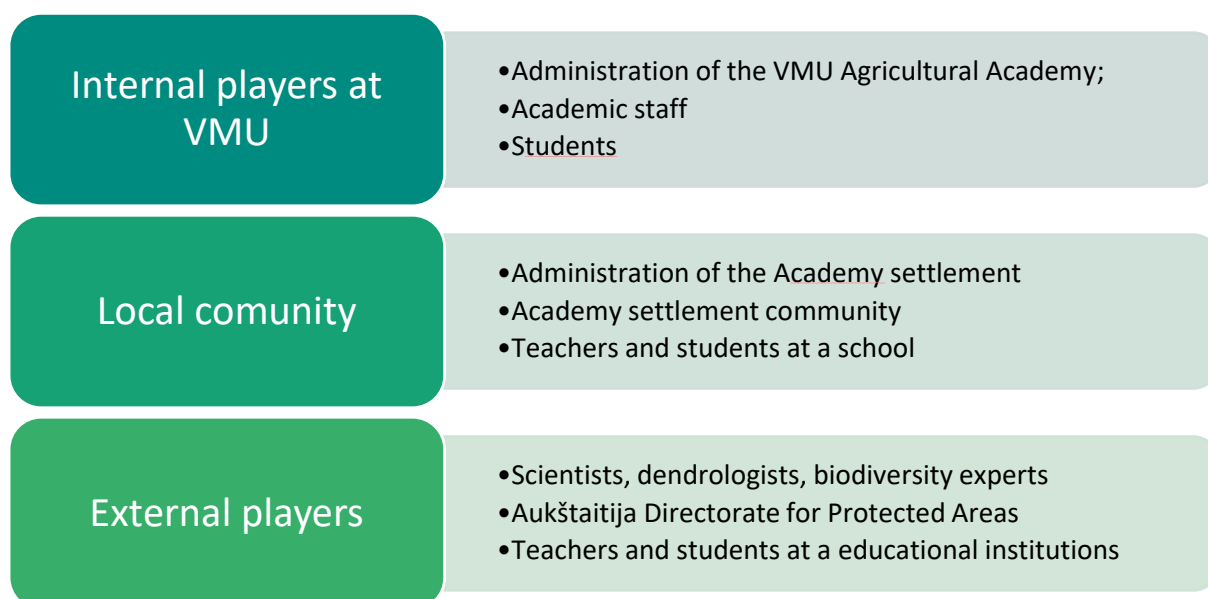 Internal players at
VMU
•Administration of the VMU Agricultural Academy;
•Academic staff
•Students
Local comunity
•Administration of the Academy settlement
•Academy settlement community
•Teachers and students at a school
External players
•Scientists, dendrologists, biodiversity experts
•Aukštaitija Directorate for Protected Areas
•Teachers and students at a educational institutions